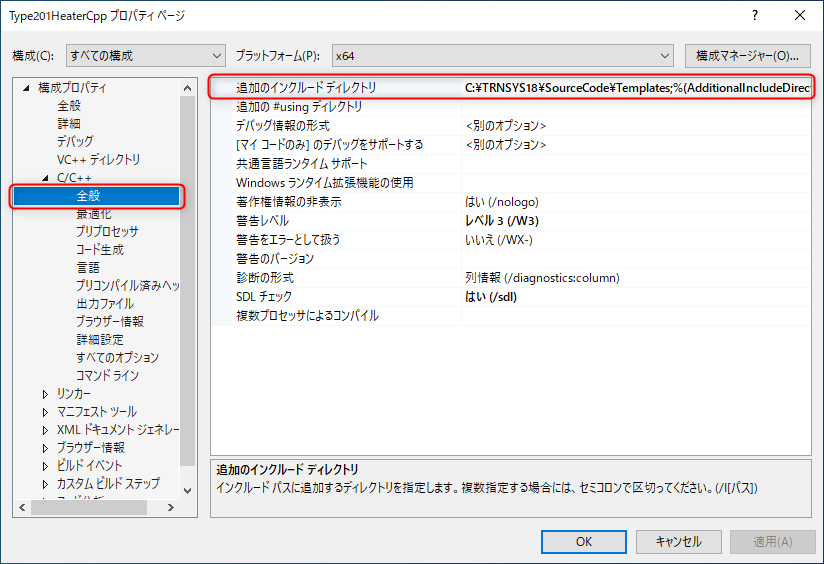 Type201HeaterCpp プロパティ ページ
?
構成(C):
すべての構成
プラットフォーム(P):
x64
構成マネージャー(O)...
構成プロパティ
全般
詳細
デバッグ
VC++ ディレクトリ
C/C++
全般
最適化
プリプロセッサ
コード生成
言語
プリコンパイル済みヘッ
出力ファイル
ブラウザー情報
詳細設定
すべてのオプション
コマンド ライン
リンカー
マニフェスト ツール
XML ドキュメント ジェネレー
ブラウザー情報
ビルド イベント
カスタム ビルド ステップ
追加のインクルード ディレクトリ C:¥TRNSYS18¥SourceCode¥Templates;%(AdditionalIncludeDirect
追加の #using ディレクトリ
デバッグ情報の形式 <別のオプション>
[マイ コードのみ] のデバッグをサポートする <別のオプション>
共通言語ランタイム サポート
Windows ランタイム拡張機能の使用
著作権情報の非表示 はい (/nologo)
警告レベル レベル 3 (/W3)
警告をエラーとして扱う いいえ (/WX-)
警告のバージョン
診断の形式 列情報 (/diagnostics:column)
SDL チェック はい (/sdl)
複数プロセッサによるコンパイル
追加のインクルード ディレクトリ
インクルード パスに追加するディレクトリを指定します。複数指定する場合には、セミコロンで区切ってください。(/I[パス])
OK
キャンセル
適用(A)